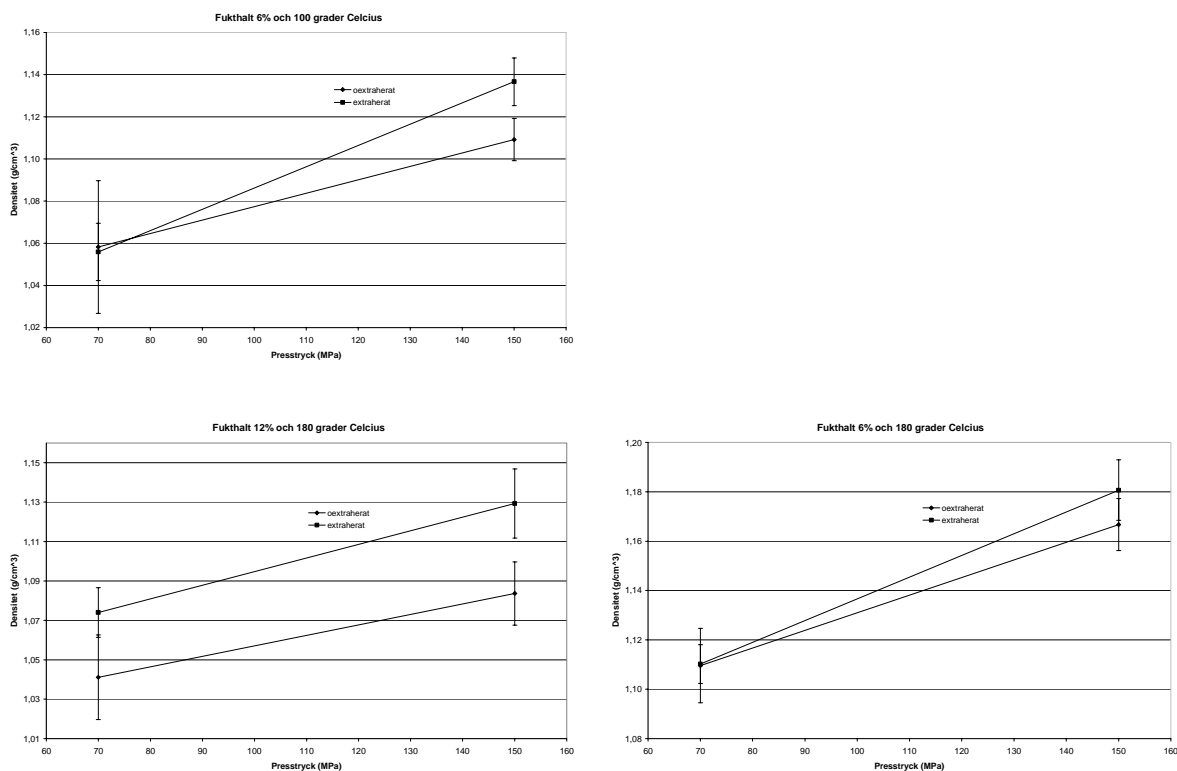 Fukthalt 6% och 100 grader Celcius
1,16
1,14
1,12
1,10
1,08
1,06
1,04
1,02
Densitet (g/cm^3)
oextraherat
extraherat
60 70 80 90 100 110 120 130 140 150 160
Presstryck (MPa)
Fukthalt 12% och 180 grader Celcius
1,15
1,13
1,11
1,09
1,07
1,05
1,03
1,01
Densitet (g/cm^3)
oextraherat
extraherat
60 70 80 90 100 110 120 130 140 150 160
Presstryck (MPa)
Fukthalt 6% och 180 grader Celcius
1,20
1,18
1,16
1,14
1,12
1,10
1,08
Densitet (g/cm^3)
oextraherat
extraherat
60 70 80 90 100 110 120 130 140 150 160
Presstryck (MPa)